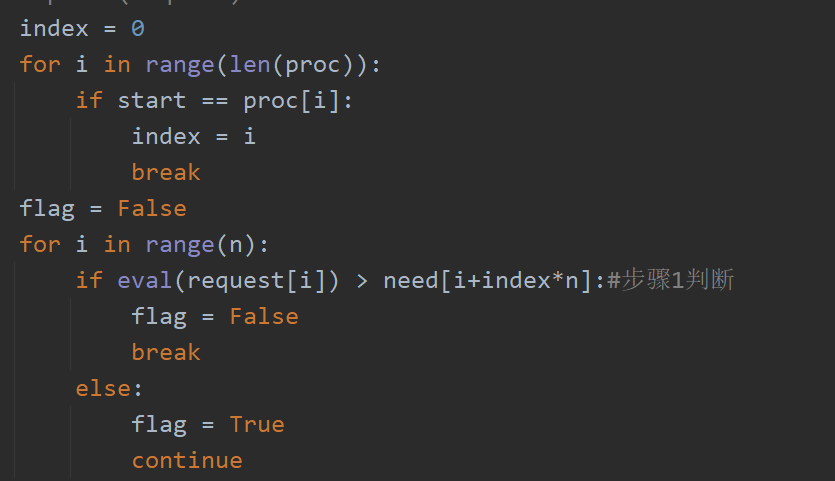 index = 0
for i in range(len(proc)):
    if start == proc[i]:
        index = i
        break
flag = False
for i in range(n):
    if eval(request[i]) > need[i+index*n]:#步骤1判断
        flag = False
        break
    else:
        flag = True
        continue